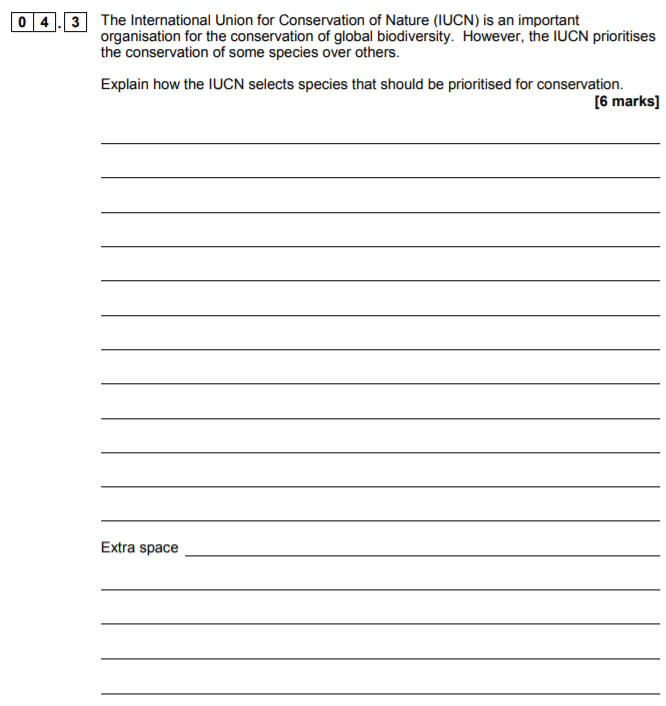 0 4 . 3 The International Union for Conservation of Nature (IUCN) is an important
organisation for the conservation of global biodiversity. However, the IUCN prioritises
the conservation of some species over others.
Explain how the IUCN selects species that should be prioritised for conservation.
[6 marks]
Extra space